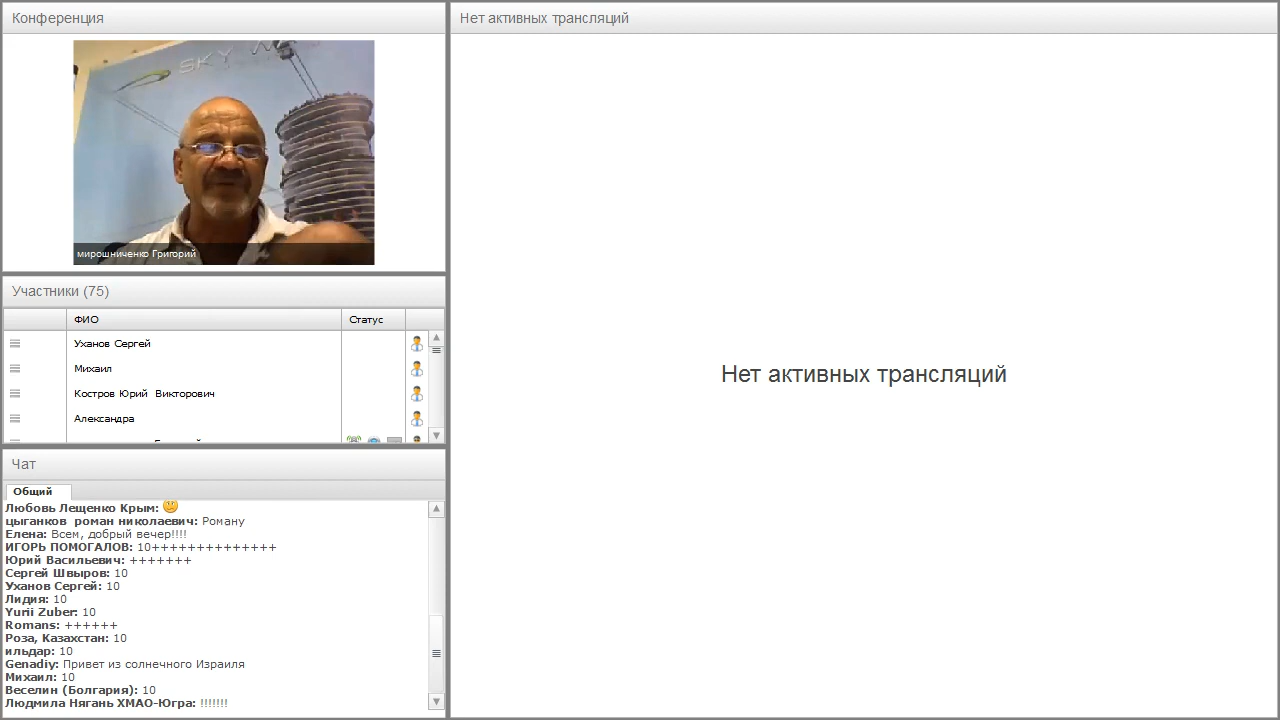 Конференция
SKY
мирошниченко Григорий
Участники (75)
ФИО
Статус
Уханов Сергей
Михаил
Костров Юрий Викторович
Александра
Чат
Общий
Любовь Лещенко Крым:
цыганков роман николаевич: Роману
Елена: Всем, добрый вечер!!!!
ИГОРЬ ПОМОГАЛОВ: 10++++++++++++++
Юрий Васильевич: +++++++
Сергей Швыров: 10
Уханов Сергей: 10
Лидия: 10
Yurii Zuber: 10
Romans: ++++++
Роза, Казахстан: 10
ильдар: 10
Genadiy: Привет из солнечного Израиля
Михаил: 10
Веселин (Болгария): 10
Людмила Нягань ХМАО-Югра: !!!!!!!
Нет активных трансляций
Нет активных трансляций